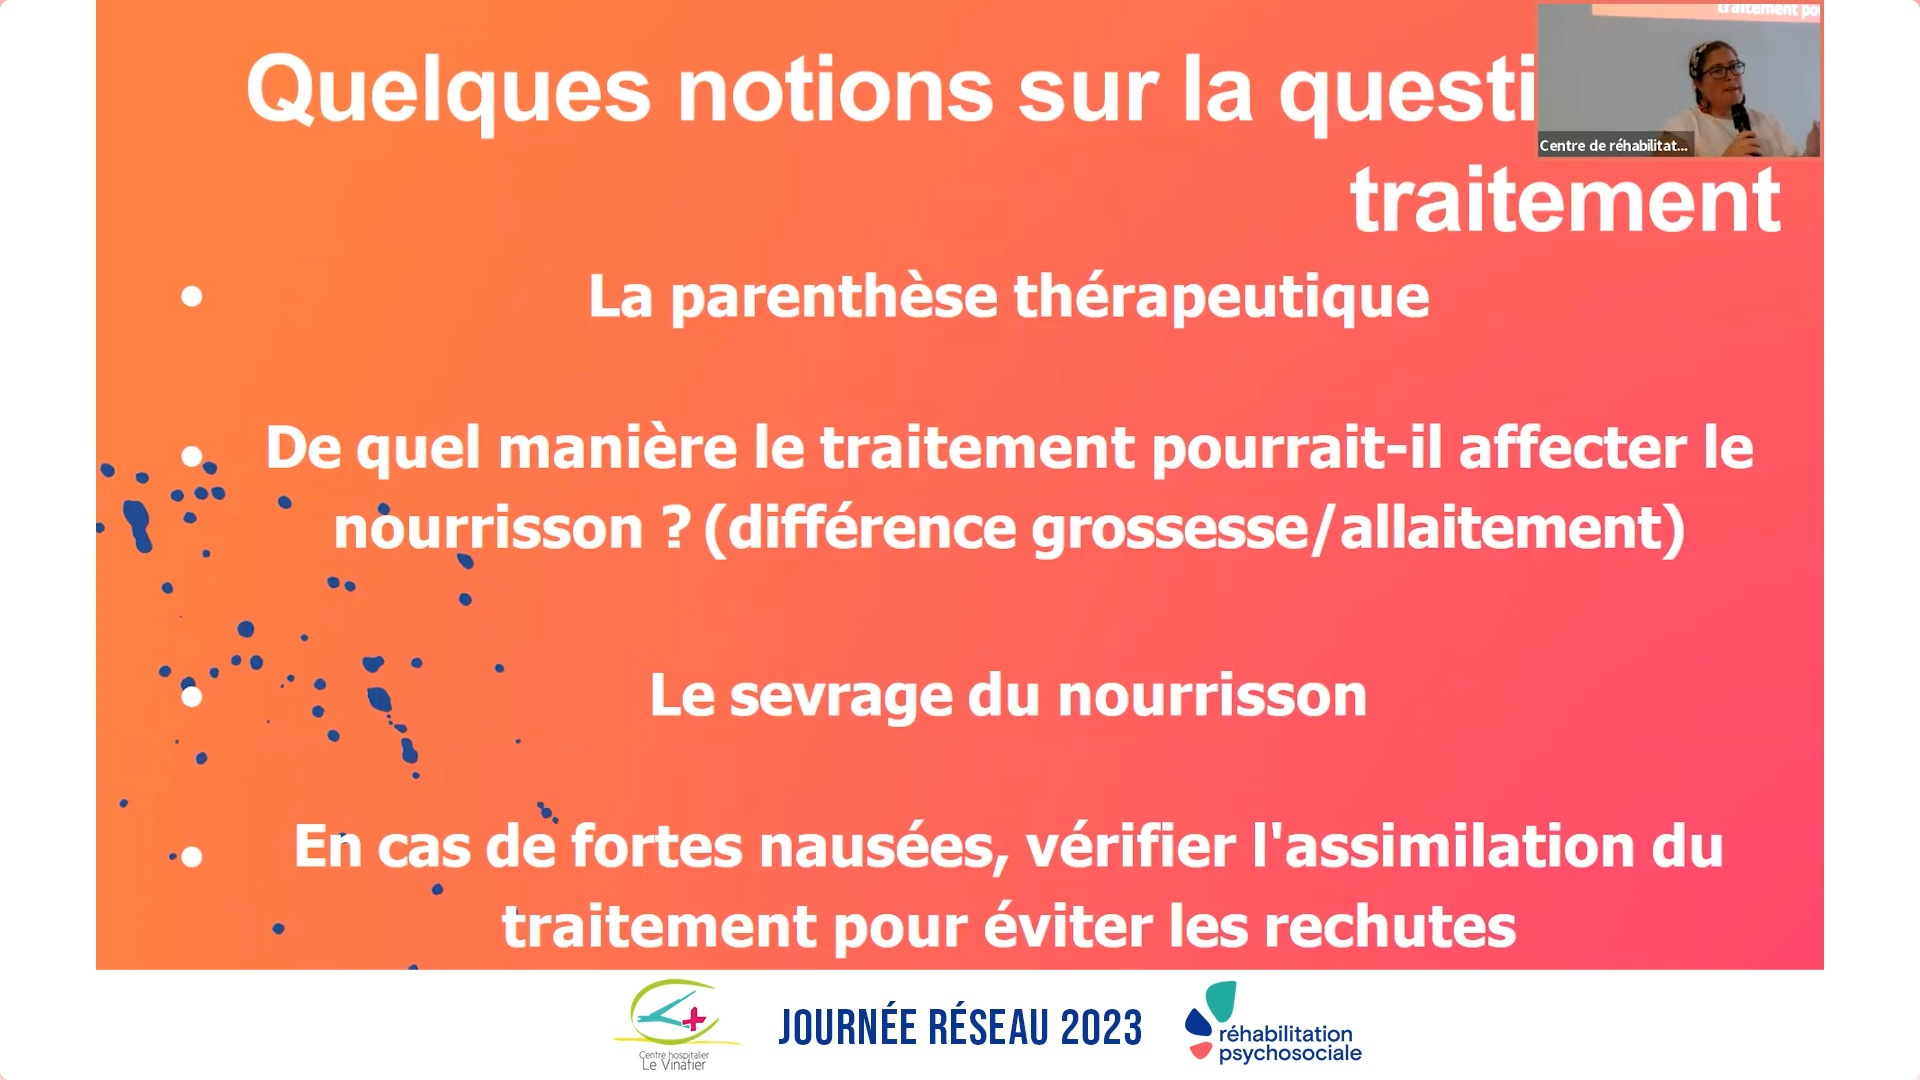 traitement po
Quelques notions sur la questi
Centre de réhabilitat...
traitement
La parenthèse thérapeutique
De quel manière le traitement pourrait-il affecter le
nourrisson ? (différence grossesse/allaitement)
Le sevrage du nourrisson
En cas de fortes nausées, vérifier l'assimilation du
traitement pour éviter les rechutes
Centre hospitalier
Le Vinatier
JOURNÉE RÉSEAU 2023
réhabilitation
psychosociale